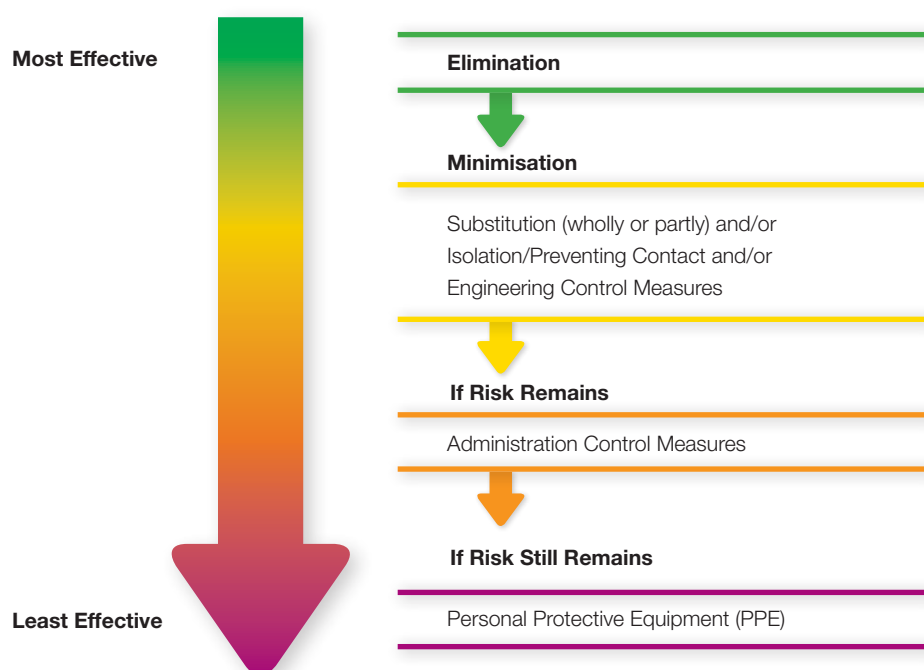 Most Effective
Elimination
Minimisation
Substitution (wholly or partly) and/or
Isolation/Preventing Contact and/or
Engineering Control Measures
If Risk Remains
Administration Control Measures
If Risk Still Remains
Least Effective
Personal Protective Equipment (PPE)